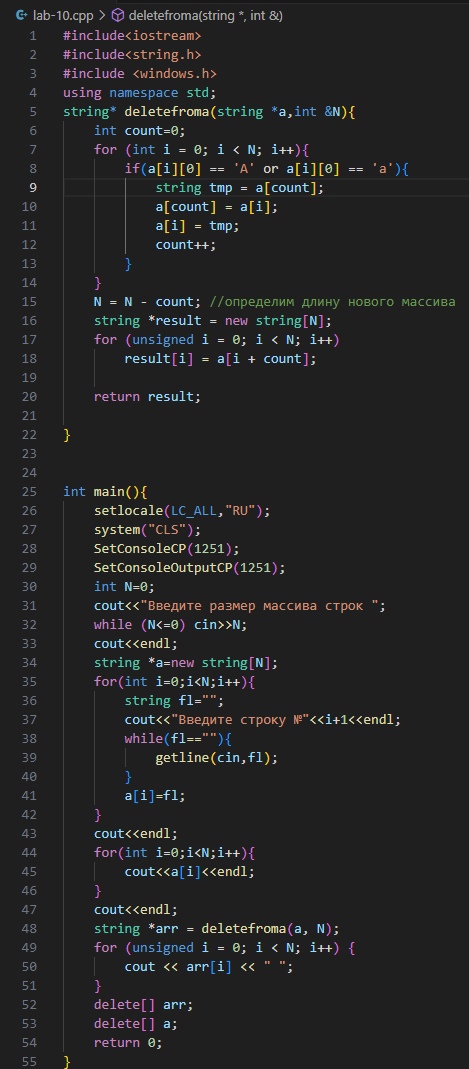 lab-10.cpp > deletefroma(string *, int &)
1 #include<iostream>
2 #include<string.h>
3 #include <windows.h>
4 using namespace std;
5 string* deletefroma(string *a,int &N){
6     int count=0;
7     for (int i = 0; i < N; i++){
8         if(a[i][0] == 'A' or a[i][0] == 'a'){
9             string tmp = a[count];
10             a[count] = a[i];
11             a[i] = tmp;
12             count++;
13         }
14     }
15     N = N - count; //определим длину нового массива
16     string *result = new string[N];
17     for (unsigned i = 0; i < N; i++)
18         result[i] = a[i + count];
19
20     return result;
21
22 }
23
24
25 int main(){
26     setlocale(LC_ALL,"RU");
27     system("CLS");
28     SetConsoleCP(1251);
29     SetConsoleOutputCP(1251);
30     int N=0;
31     cout<<"Введите размер массива строк ";
32     while (N<=0) cin>>N;
33     cout<<endl;
34     string *a=new string[N];
35     for(int i=0;i<N;i++){
36         string fl="";
37         cout<<"Введите строку №"<<i+1<<endl;
38         while(fl==""){
39             getline(cin,fl);
40         }
41         a[i]=fl;
42     }
43     cout<<endl;
44     for(int i=0;i<N;i++){
45         cout<<a[i]<<endl;
46     }
47     cout<<endl;
48     string *arr = deletefroma(a, N);
49     for (unsigned i = 0; i < N; i++) {
50         cout << arr[i] << " ";
51     }
52     delete[] arr;
53     delete[] a;
54     return 0;
55 }